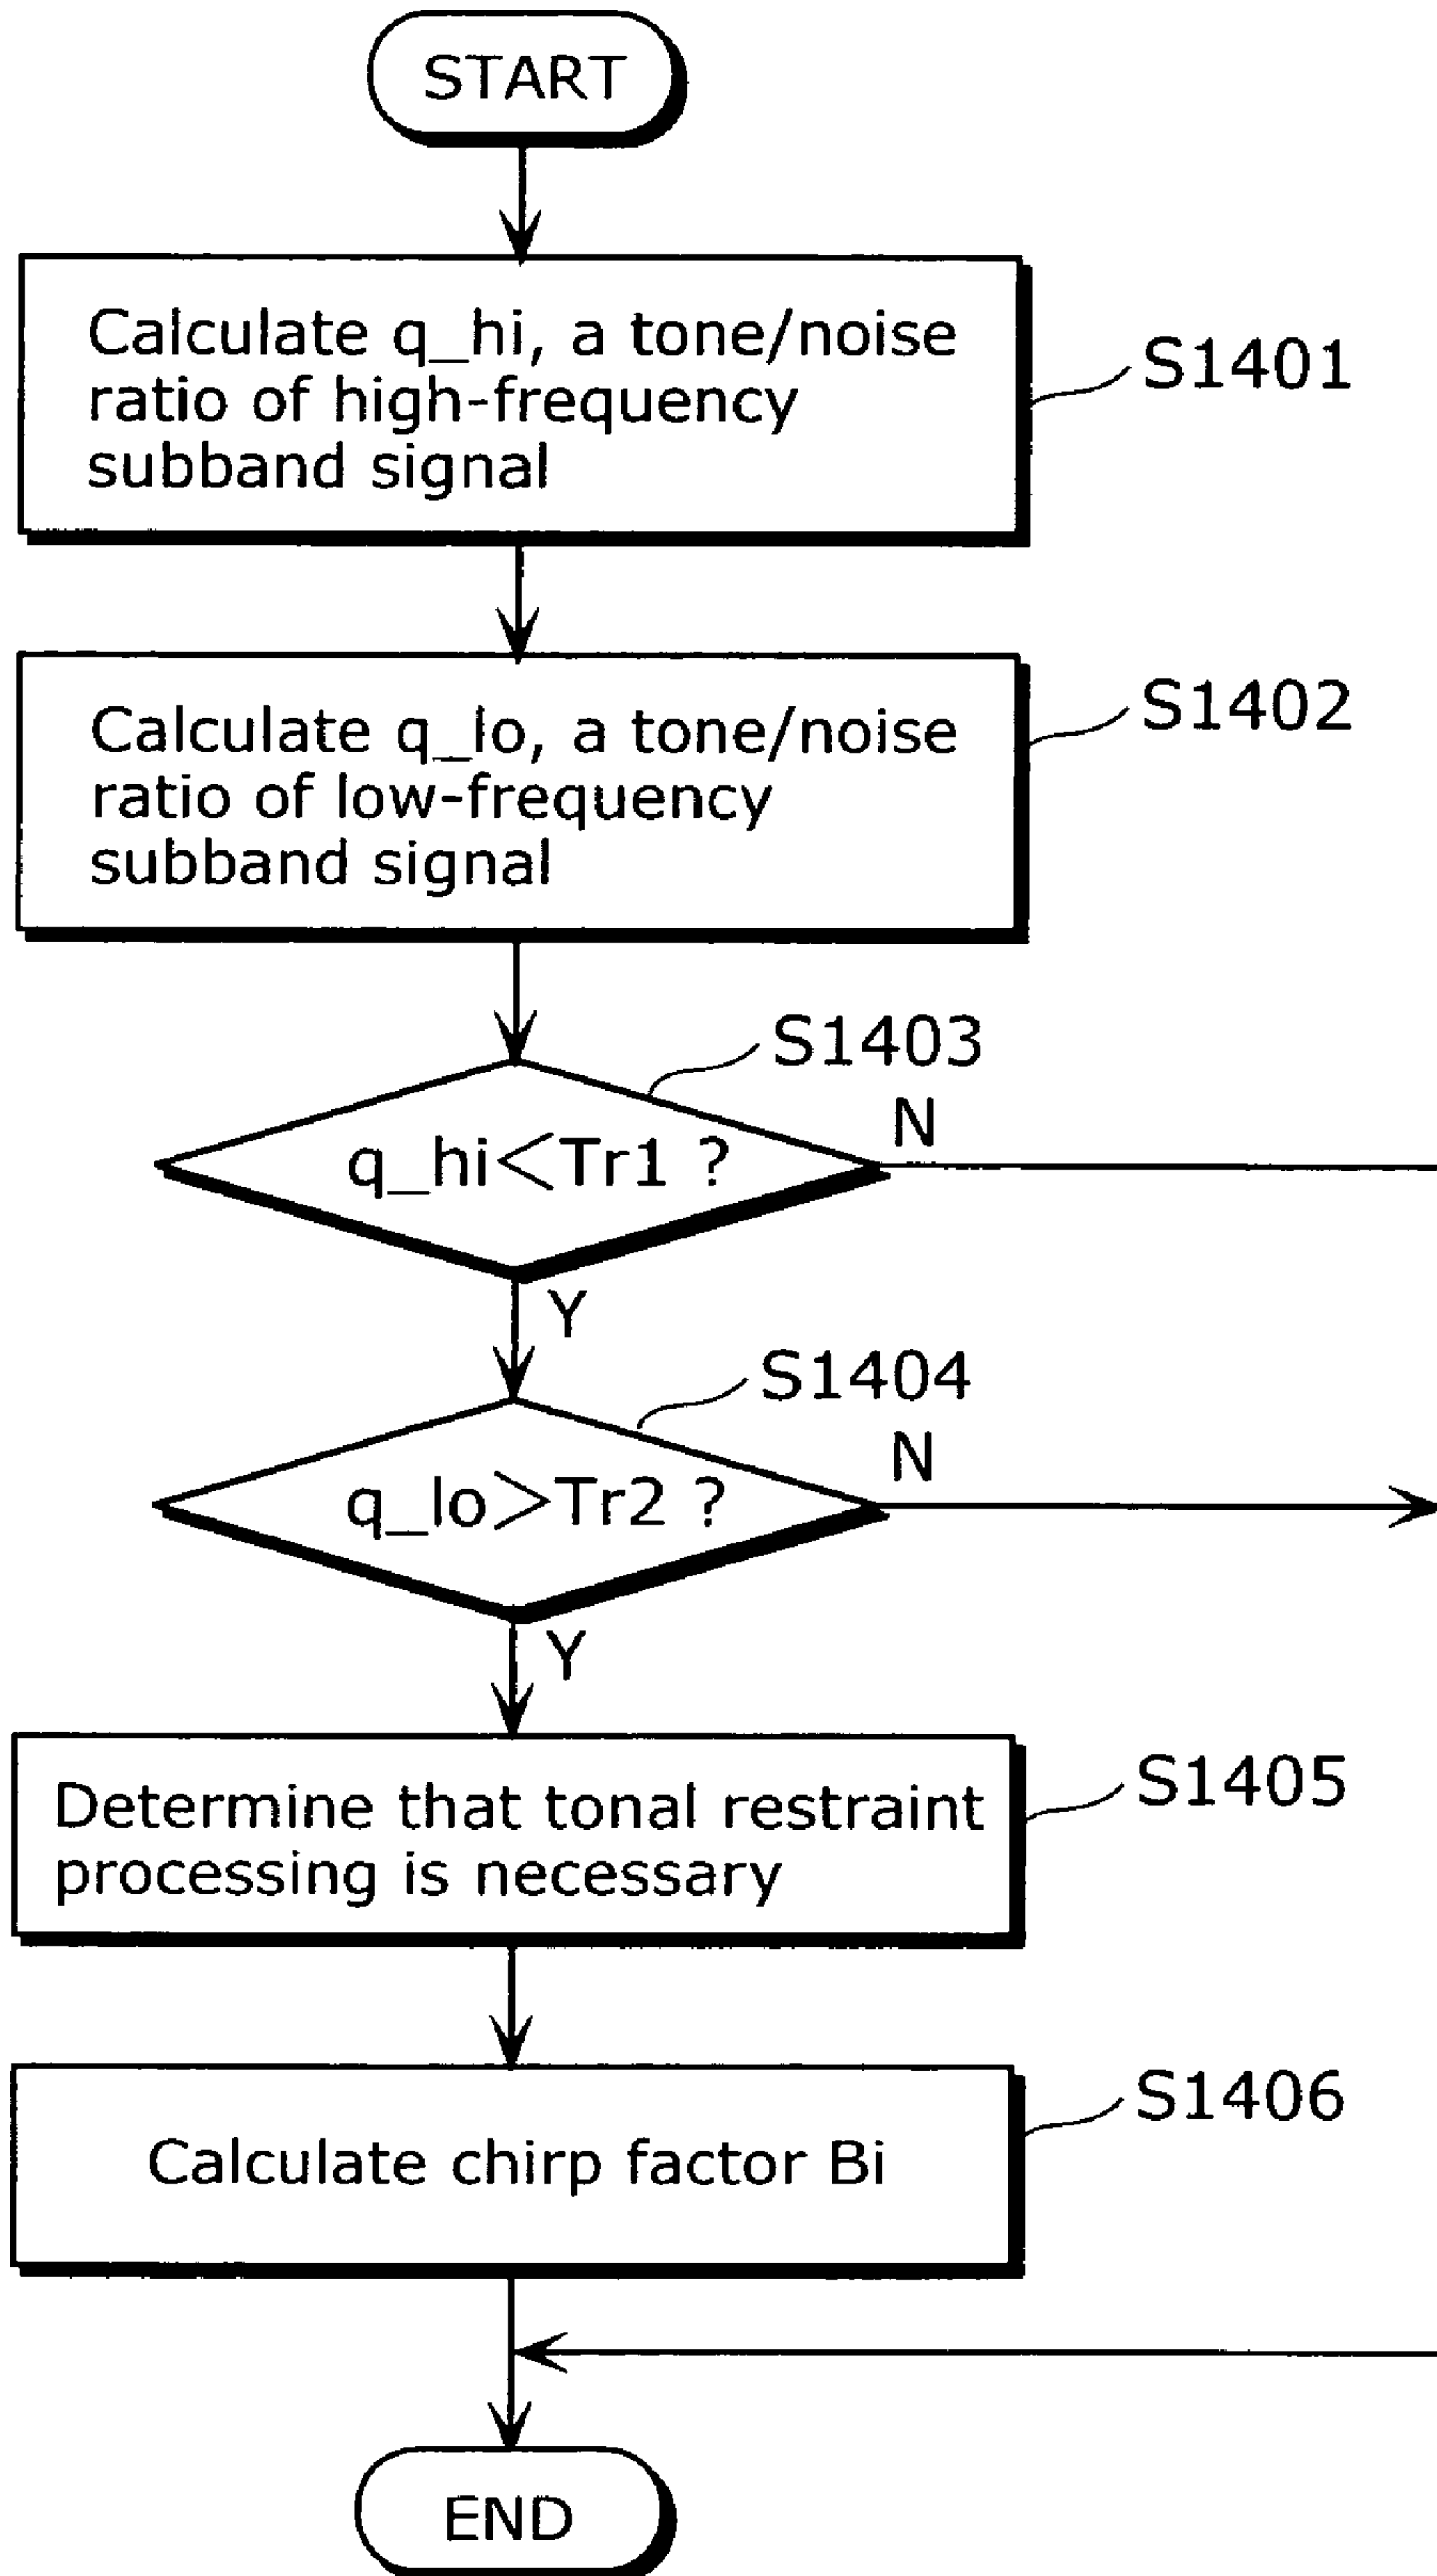 START
Calculate q_hi, a tone/noise
ratio of high-frequency
subband signal
S1401
Calculate q_lo, a tone/noise
ratio of low-frequency
subband signal
S1402
S1403
q_hi<Tr1 ?
N
Y
S1404
q_lo>Tr2 ?
N
Y
Determine that tonal restraint
processing is necessary
S1405
Calculate chirp factor Bi
S1406
END